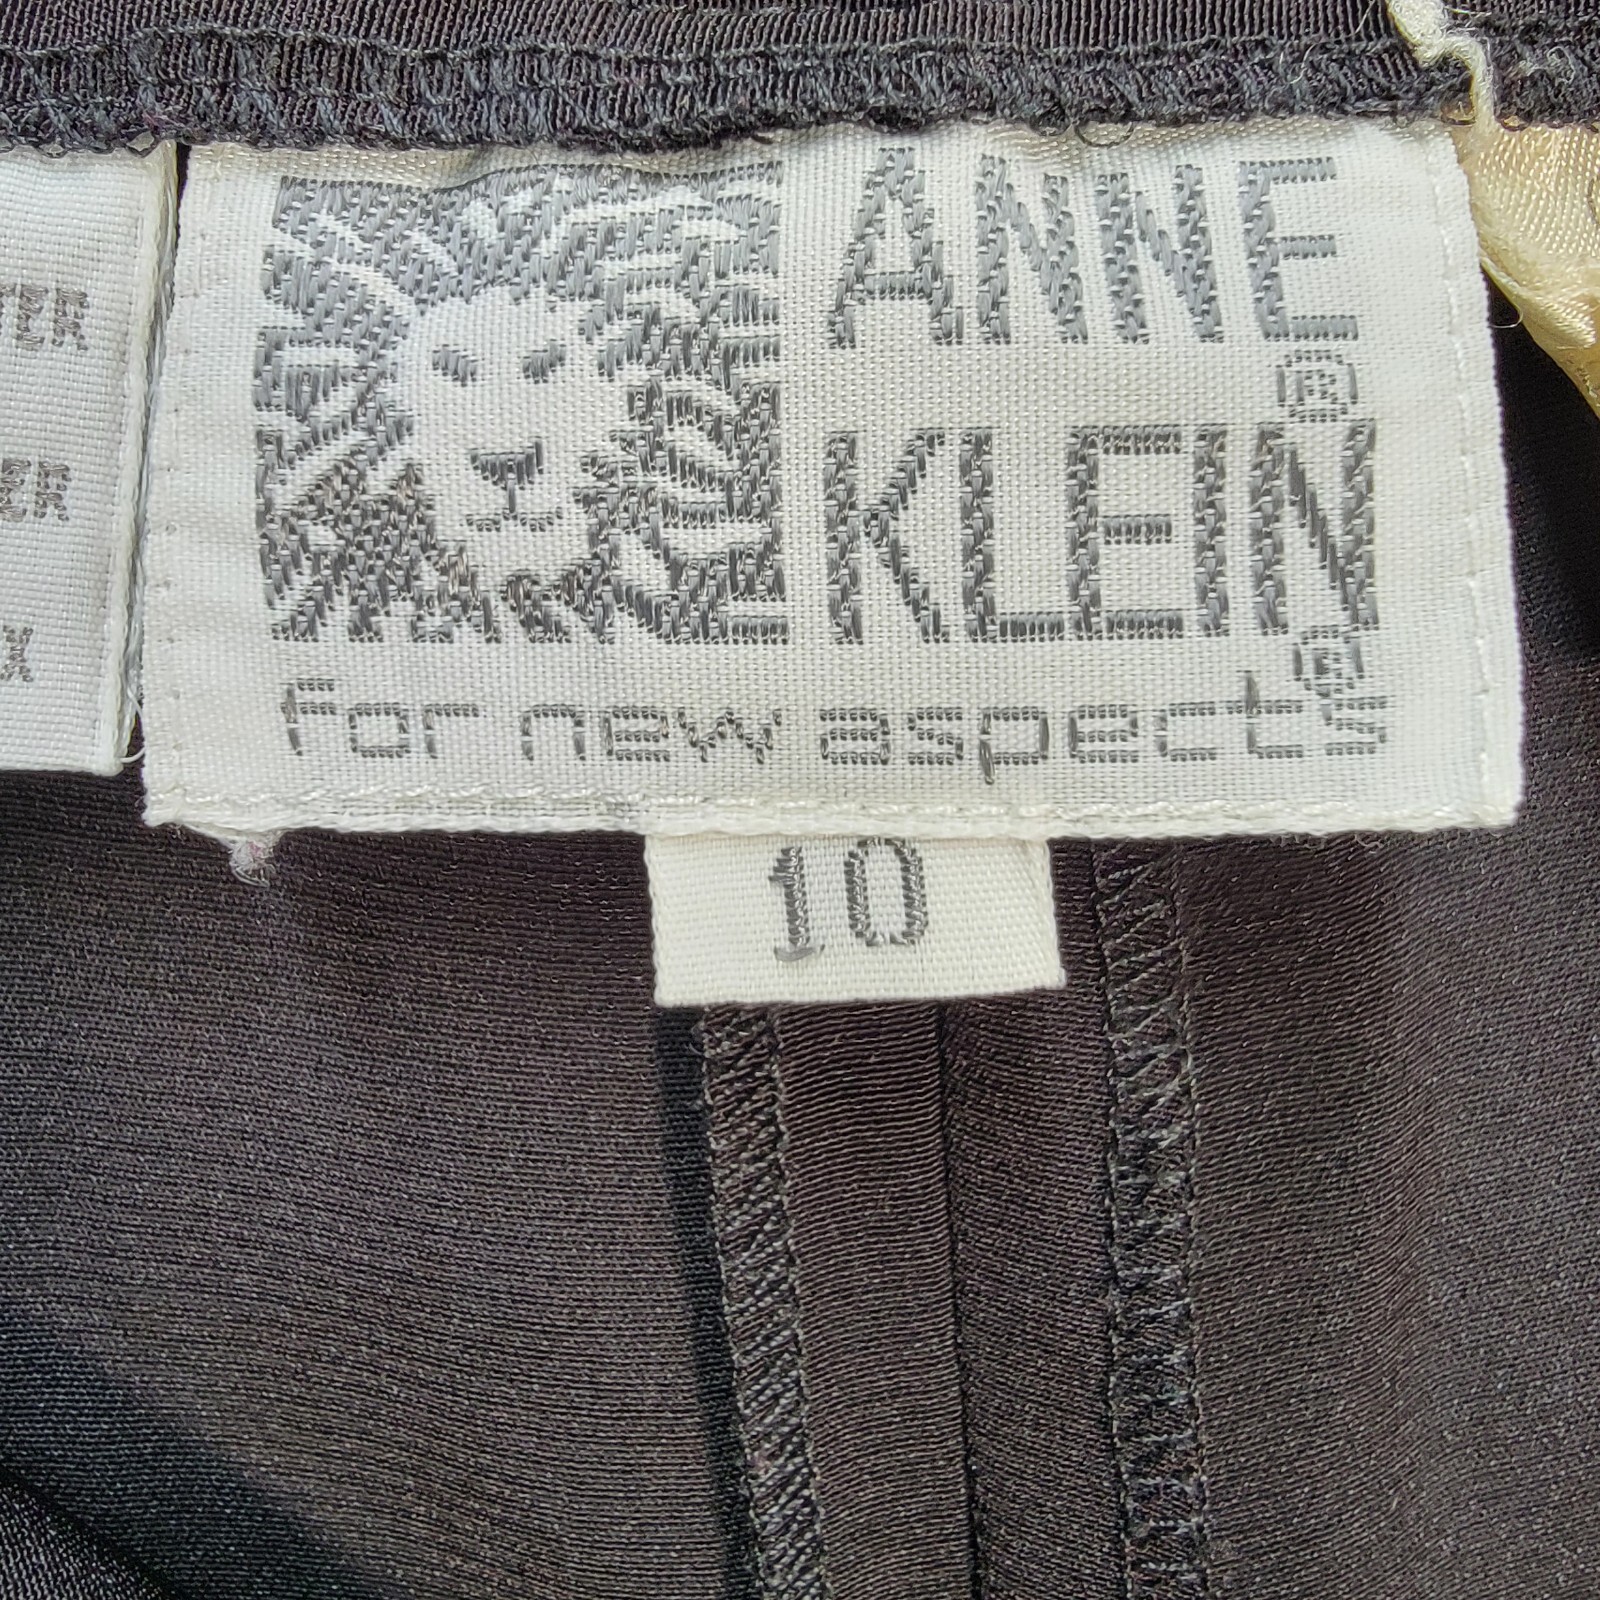 ANNE
®
KLEIN
®
for new aspects
10